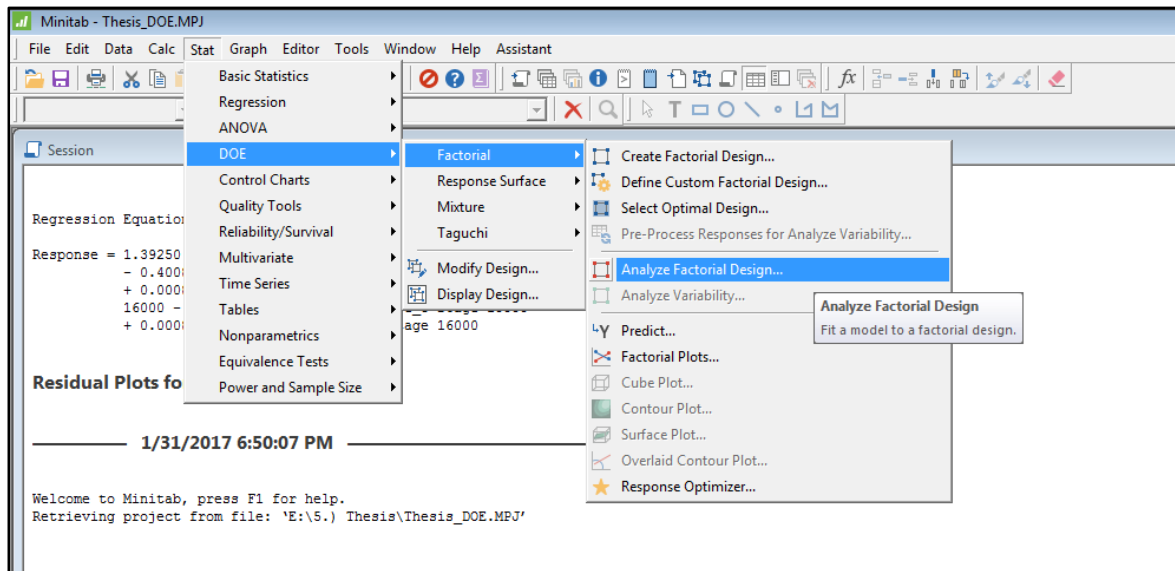 Minitab - Thesis_DOE.MPJ
File Edit Data Calc Stat Graph Editor Tools Window Help Assistant
Session
Basic Statistics
Regression
ANOVA
DOE
Control Charts
Quality Tools
Reliability/Survival
Multivariate
Time Series
Tables
Nonparametrics
Equivalence Tests
Power and Sample Size
Factorial
Response Surface
Mixture
Taguchi
Modify Design...
Display Design...
Create Factorial Design...
Define Custom Factorial Design...
Select Optimal Design...
Pre-Process Responses for Analyze Variability...
Analyze Factorial Design...
Analyze Variability...
Predict...
Factorial Plots...
Cube Plot...
Contour Plot...
Surface Plot...
Overlaid Contour Plot...
Response Optimizer...
Analyze Factorial Design
Fit a model to a factorial design.
Regression Equation
Response = 1.39250
- 0.400
+ 0.000
16000 -
+ 0.000 age 16000
Residual Plots fo
1/31/2017 6:50:07 PM
Welcome to Minitab, press F1 for help.
Retrieving project from file: ‘E:\5.) Thesis\Thesis_DOE.MPJ’